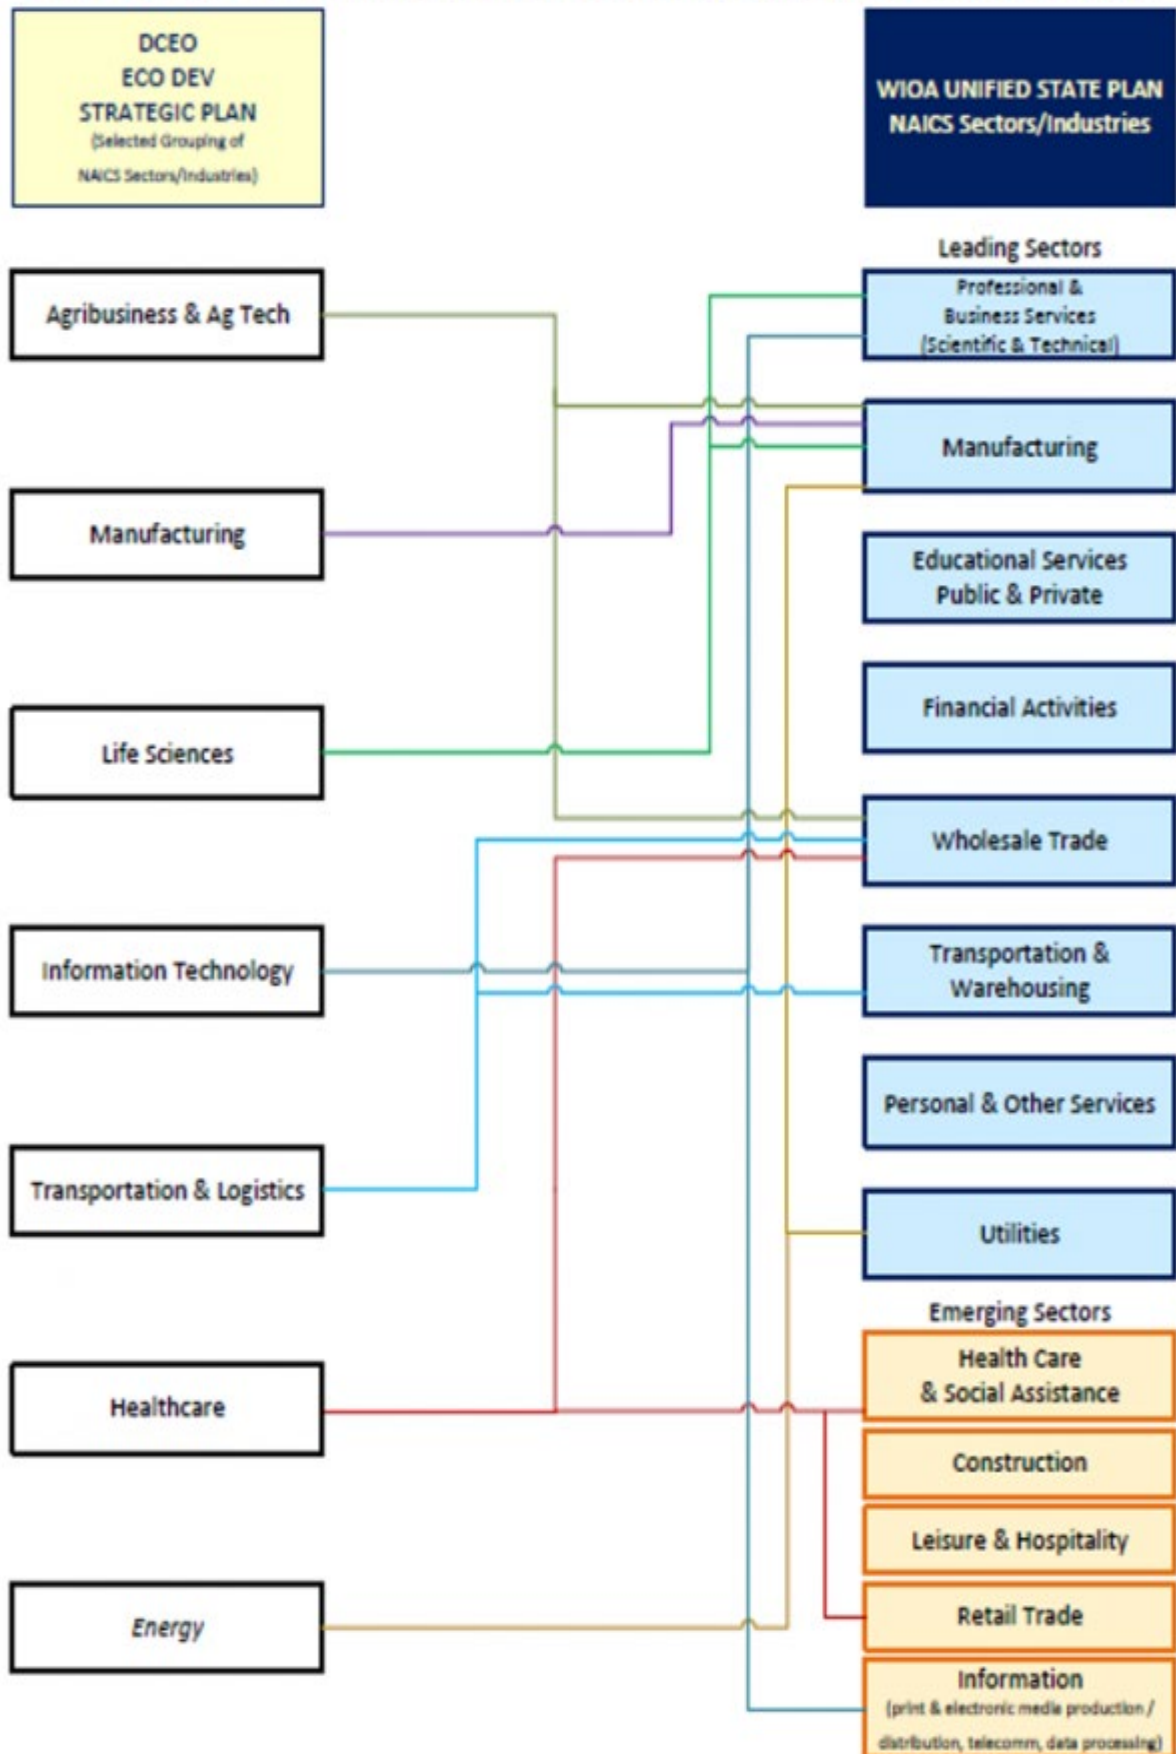 DCEO
ECO DEV
STRATEGIC PLAN
(Selected Grouping of
NAICS Sectors/Industries)
Agribusiness & Ag Tech
Manufacturing
Life Sciences
Information Technology
Transportation & Logistics
Healthcare
Energy
WIOA UNIFIED STATE PLAN
NAICS Sectors/Industries
Leading Sectors
Professional &
Business Services
(Scientific & Technical)
Manufacturing
Educational Services
Public & Private
Financial Activities
Wholesale Trade
Transportation &
Warehousing
Personal & Other Services
Utilities
Emerging Sectors
Health Care
& Social Assistance
Construction
Leisure & Hospitality
Retail Trade
Information
(print & electronic media production /
distribution, telecomm, data processing)